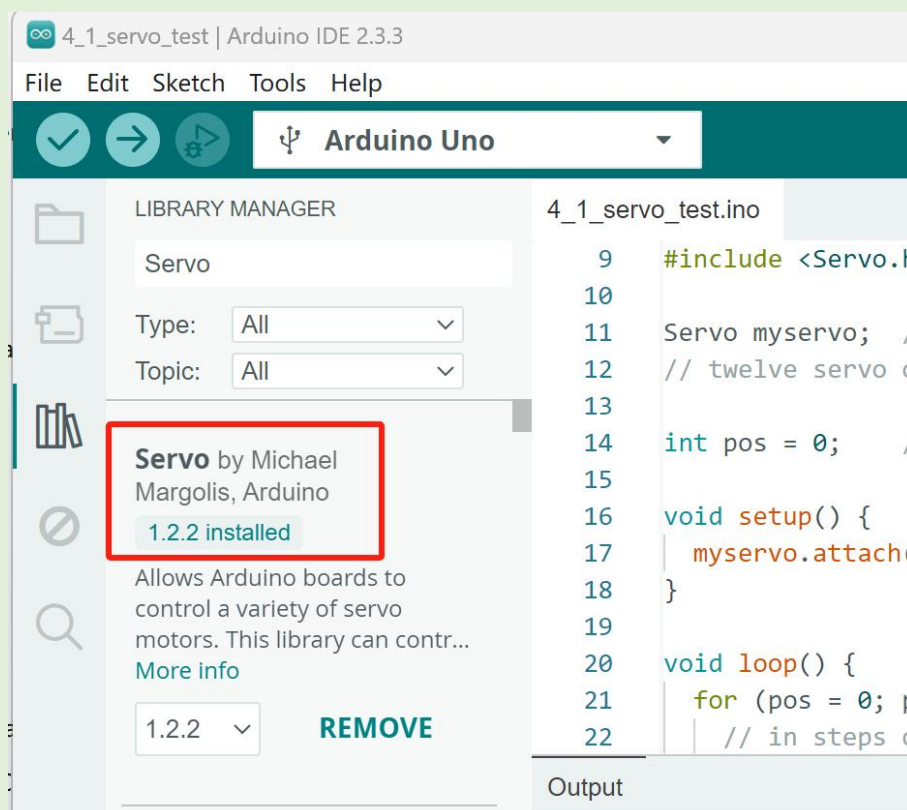 4_1_servo_test | Arduino IDE 2.3.3
File Edit Sketch Tools Help
Arduino Uno
LIBRARY MANAGER
Servo
Type: All
Topic: All
Servo by Michael
Margolis, Arduino
1.2.2 installed
Allows Arduino boards to
control a variety of servo
motors. This library can contr...
More info
1.2.2 REMOVE
4_1_servo_test.ino
9 #include <Servo.h
10
11 Servo myservo; /
12 // twelve servo
13
14 int pos = 0; /
15
16 void setup() {
17 myservo.attach(
18 }
19
20 void loop() {
21 for (pos = 0; p
22 // in steps
Output